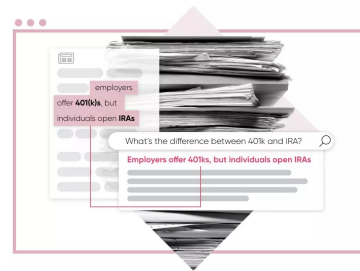 employers
offer 401(k)s, but
individuals open IRAs
What's the difference between 401k and IRA?
Employers offer 401ks, but individuals open IRAs